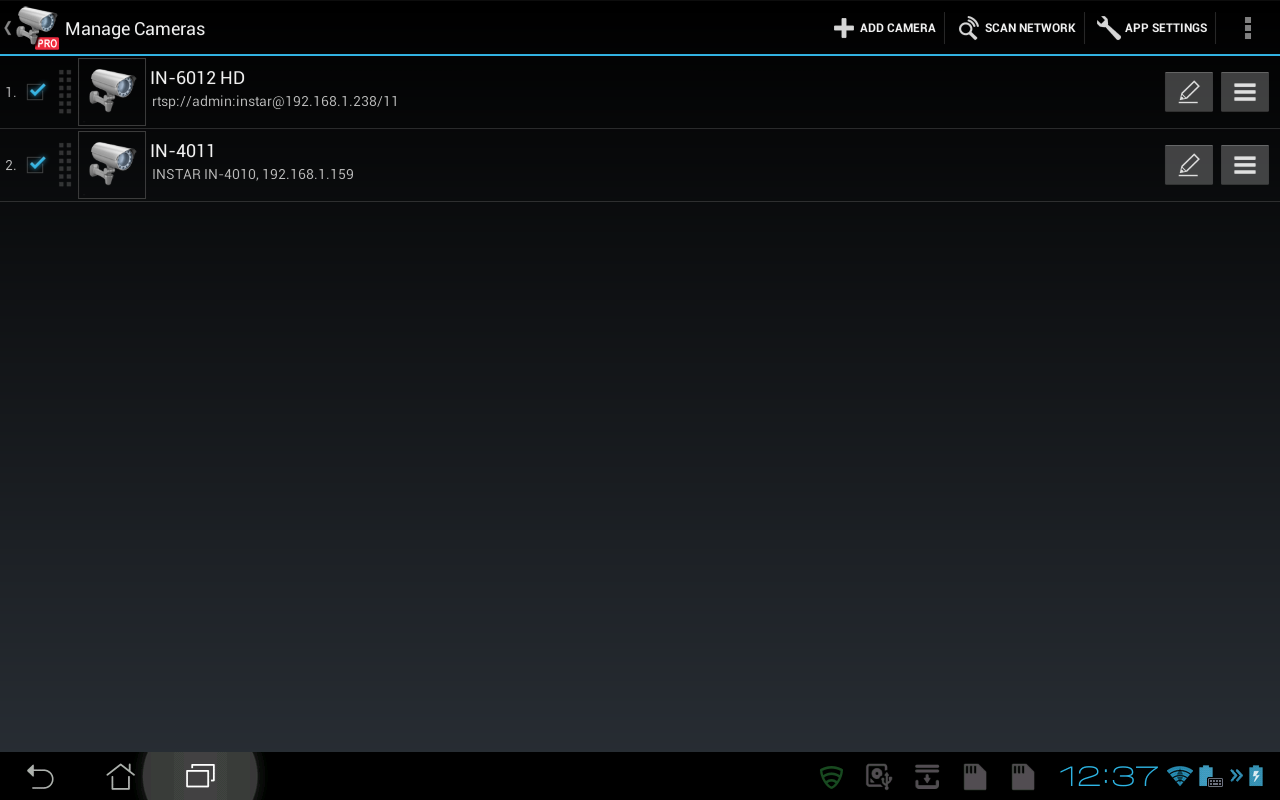 PRO
Manage Cameras
ADD CAMERA
SCAN NETWORK
APP SETTINGS
1.
IN-6012 HD
rtsp://admin:instar@192.168.1.238/11
2.
IN-4011
INSTAR IN-4010, 192.168.1.159
12:37